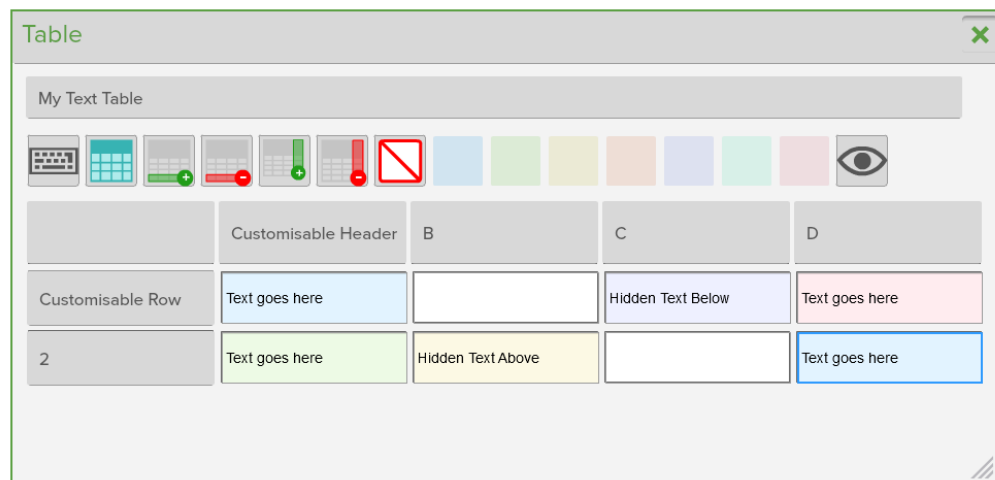 Table
My Text Table
Customisable Header B C D
Customisable Row Text goes here Hidden Text Below Text goes here
2 Text goes here Hidden Text Above Text goes here